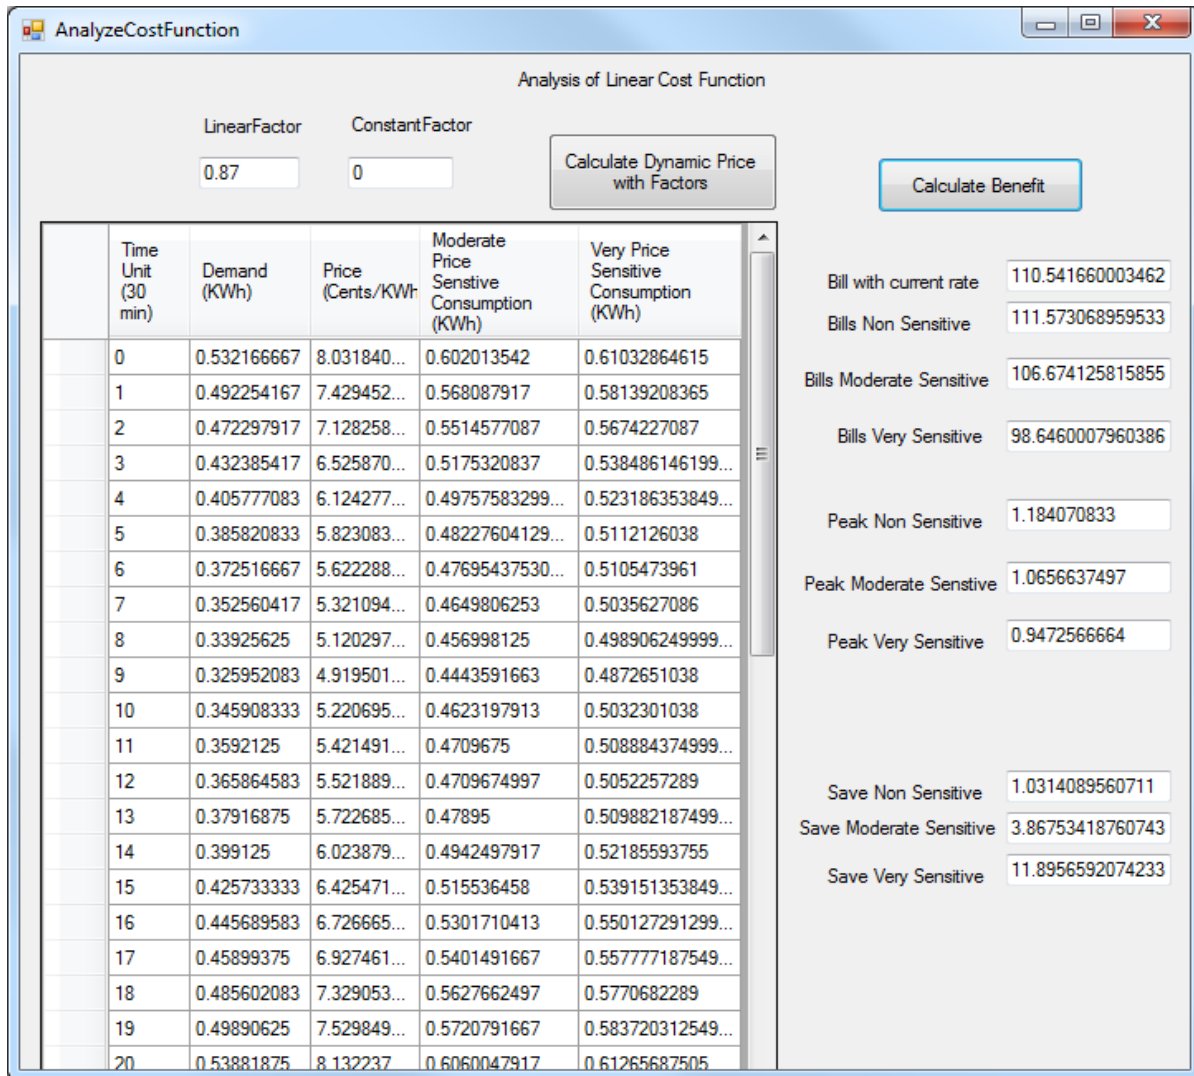 AnalyzeCostFunction
Analysis of Linear Cost Function
LinearFactor
ConstantFactor
0.87
0
Calculate Dynamic Price
with Factors
Calculate Benefit
Time
Unit
(30
min)
Demand
(KWh)
Price
(Cents/KWh
Moderate
Price
Senstive
Consumption
(KWh)
Very Price
Sensitive
Consumption
(KWh)
0 0.532166667 8.031840... 0.602013542 0.61032864615
1 0.492254167 7.429452... 0.568087917 0.58139208365
2 0.472297917 7.128258... 0.5514577087 0.5674227087
3 0.432385417 6.525870... 0.5175320837 0.538486146199...
4 0.405777083 6.124277... 0.49757583299... 0.523186353849...
5 0.385820833 5.823083... 0.48227604129... 0.5112126038
6 0.372516667 5.622288... 0.47695437530... 0.5105473961
7 0.352560417 5.321094... 0.4649806253 0.5035627086
8 0.33925625 5.120297... 0.456998125 0.498906249999...
9 0.325952083 4.919501... 0.4443591663 0.4872651038
10 0.345908333 5.220695... 0.4623197913 0.5032301038
11 0.3592125 5.421491... 0.4709675 0.508884374999...
12 0.365864583 5.521889... 0.4709674997 0.5052257289
13 0.37916875 5.722685... 0.47895 0.509882187499...
14 0.399125 6.023879... 0.4942497917 0.52185593755
15 0.425733333 6.425471... 0.515536458 0.539151353849...
16 0.445689583 6.726665... 0.5301710413 0.550127291299...
17 0.45899375 6.927461... 0.5401491667 0.557777187549...
18 0.485602083 7.329053... 0.5627662497 0.5770682289
19 0.49890625 7.529849... 0.5720791667 0.583720312549...
20 0.53881875 8.132237... 0.6060047917 0.61265687505
Bill with current rate 110.541660003462
Bills Non Sensitive 111.573068959533
Bills Moderate Sensitive 106.674125815855
Bills Very Sensitive 98.6460007960386
Peak Non Sensitive 1.184070833
Peak Moderate Senstive 1.0656637497
Peak Very Sensitive 0.9472566664
Save Non Sensitive 1.0314089560711
Save Moderate Sensitive 3.86753418760743
Save Very Sensitive 11.8956592074233